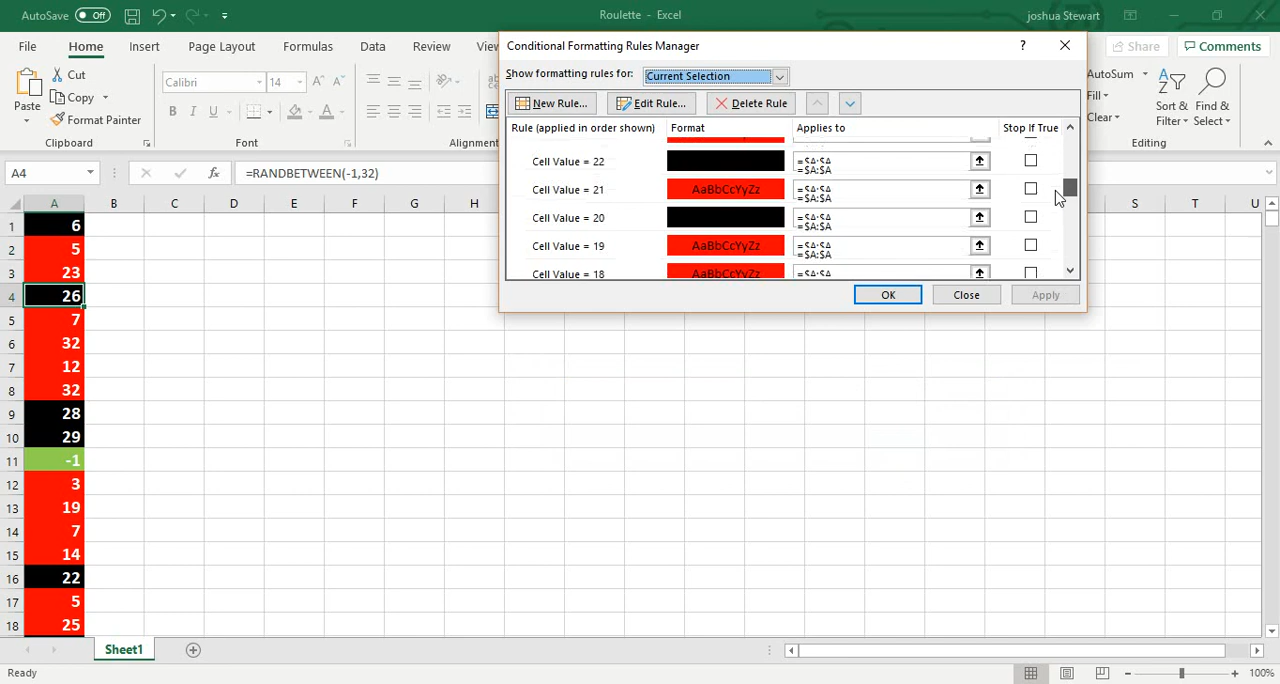 AutoSave Off Roulette - Excel joshua Stewart
File Home Insert Page Layout Formulas Data Review View Share Comments
Conditional Formatting Rules Manager ?
Show formatting rules for: Current Selection
New Rule... Edit Rule... Delete Rule
Rule (applied in order shown) Format Applies to Stop If True
Cell Value = 22 =$A:$A
=$A:$A
Cell Value = 21 AaBbCcYyZz =$A:$A
=$A:$A
Cell Value = 20 =$A:$A
=$A:$A
Cell Value = 19 AaBbCcYyZz =$A:$A
=$A:$A
Cell Value = 18 AaBbCcYyZz =$A:$A
OK Close Apply
Paste Cut Copy Format Painter
Clipboard
Calibri 14
B I U A
Font
Alignment
AutoSum
Fill
Clear
Sort & Filter
Find & Select
Editing
A4 fx =RANDBETWEEN(-1,32)
A B C D E F G H S T U
1 6
2 5
3 23
4 26
5 7
6 32
7 12
8 32
9 28
10 29
11 -1
12 3
13 19
14 7
15 14
16 22
17 5
18 25
Sheet1
Ready 100%